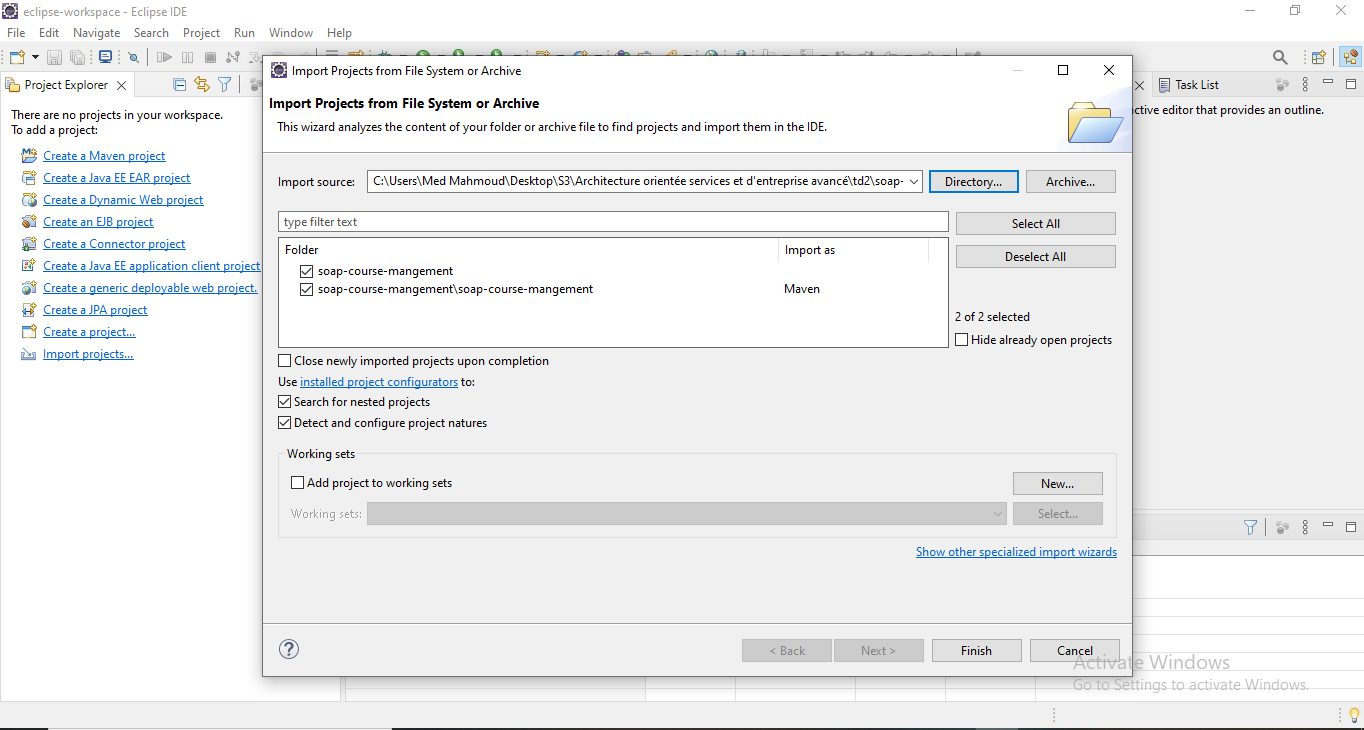 eclipse-workspace - Eclipse IDE
File Edit Navigate Search Project Run Window Help
Project Explorer
There are no projects in your workspace.
To add a project:
Create a Maven project
Create a Java EE EAR project
Create a Dynamic Web project
Create an EJB project
Create a Connector project
Create a Java EE application client project
Create a generic deployable web project.
Create a JPA project
Create a project...
Import projects...
Import Projects from File System or Archive
Import Projects from File System or Archive
This wizard analyzes the content of your folder or archive file to find projects and import them in the IDE.
Import source: C:\Users\Med Mahmoud\Desktop\S3\Architecture orientée services et d'entreprise avancé\td2\soap- Directory... Archive...
type filter text Select All
Folder Import as
Deselect All
soap-course-mangement
soap-course-mangement\soap-course-mangement Maven
2 of 2 selected
Hide already open projects
Close newly imported projects upon completion
Use installed project configurators to:
Search for nested projects
Detect and configure project natures
Working sets
Add project to working sets New...
Working sets: Select...
Show other specialized import wizards
? < Back Next > Finish Cancel
Task List
ctive editor that provides an outline.
Activate Windows
Go to Settings to activate Windows.